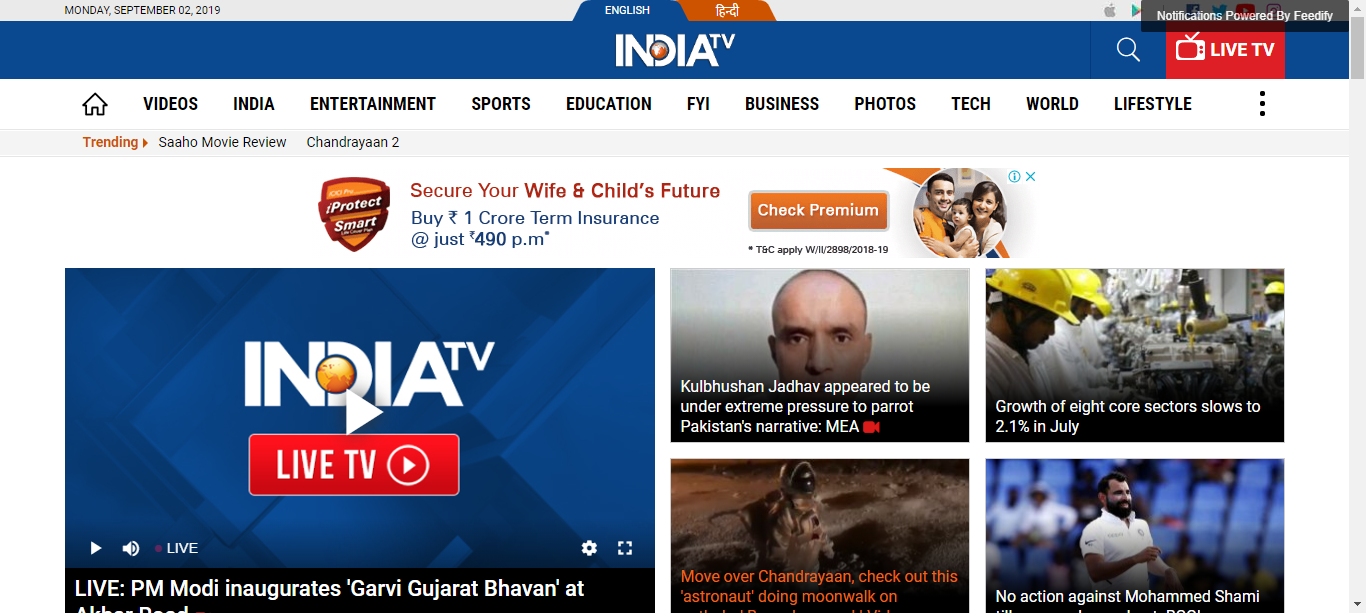 MONDAY, SEPTEMBER 02, 2019
ENGLISH
हिन्दी
Notifications Powered By Feedify
INDIA TV
LIVE TV
VIDEOS INDIA ENTERTAINMENT SPORTS EDUCATION FYI BUSINESS PHOTOS TECH WORLD LIFESTYLE
Trending Saaho Movie Review Chandrayaan 2
iProtect
Smart
Secure Your Wife & Child's Future
Buy ₹ 1 Crore Term Insurance
@ just ₹490 p.m*
Check Premium
* T&C apply W/II/2898/2018-19
INDIA TV
LIVE TV
LIVE
LIVE: PM Modi inaugurates 'Garvi Gujarat Bhavan' at
Kulbhushan Jadhav appeared to be
under extreme pressure to parrot
Pakistan's narrative: MEA
Growth of eight core sectors slows to
2.1% in July
Move over Chandrayaan, check out this
'astronaut' doing moonwalk on
No action against Mohammed Shami